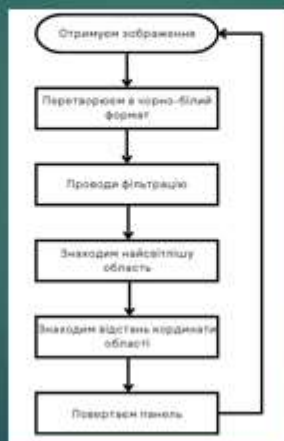 Отримуєм зображення
Перетворюєм в чорно-білий
формат
Проводи фільтрацію
Знаходим найсвітлішу
область
Знаходим відстань кординати
області
Повертаєм панель